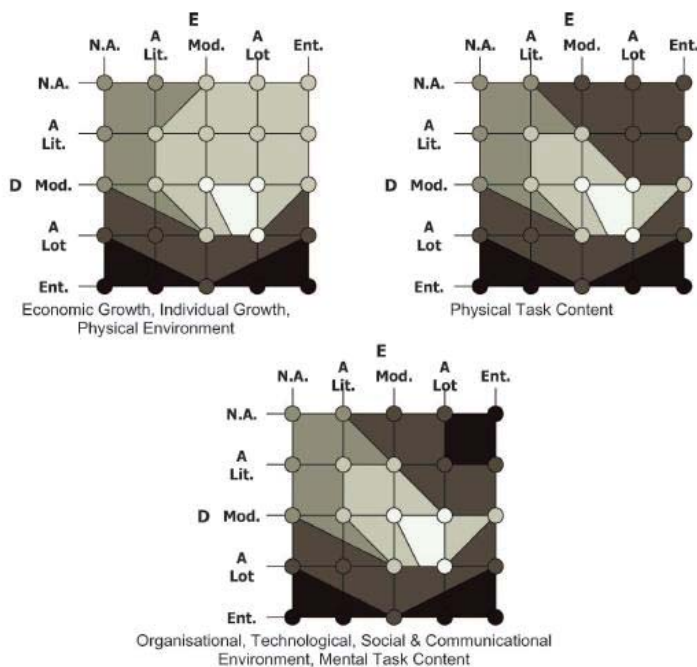 E
A A
N.A. Lit. Mod. Lot Ent.
N.A.
A
Lit.
D Mod.
A
Lot
Ent.
Economic Growth, Individual Growth,
Physical Environment
E
A A
N.A. Lit. Mod. Lot Ent.
N.A.
A
Lit.
D Mod.
A
Lot
Ent.
Physical Task Content
E
A A
N.A. Lit. Mod. Lot Ent.
N.A.
A
Lit.
D Mod.
A
Lot
Ent.
Organisational, Technological, Social & Communicational
Environment, Mental Task Content